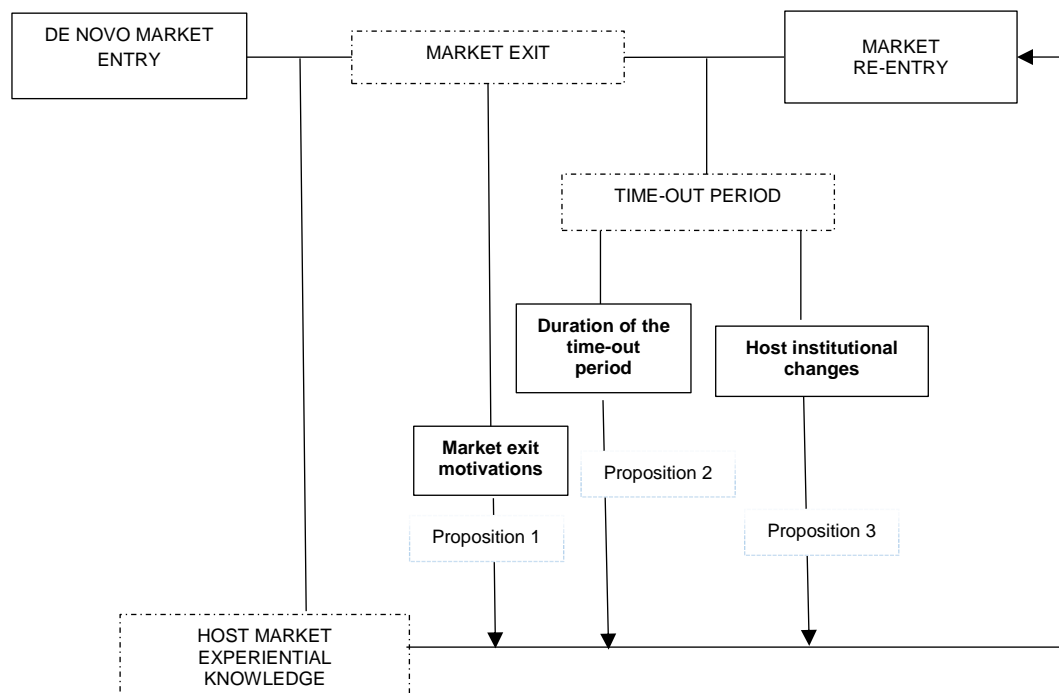 DE NOVO MARKET
ENTRY
MARKET EXIT
MARKET
RE-ENTRY
TIME-OUT PERIOD
Duration of the
time-out
period
Host institutional
changes
Market exit
motivations
Proposition 2
Proposition 1
Proposition 3
HOST MARKET
EXPERIENTIAL
KNOWLEDGE